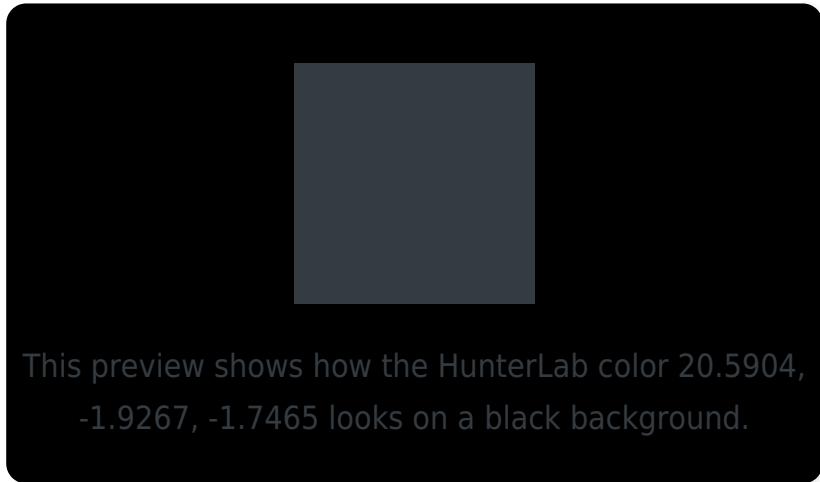 This preview shows how the HunterLab color 20.5904,
-1.9267, -1.7465 looks on a black background.